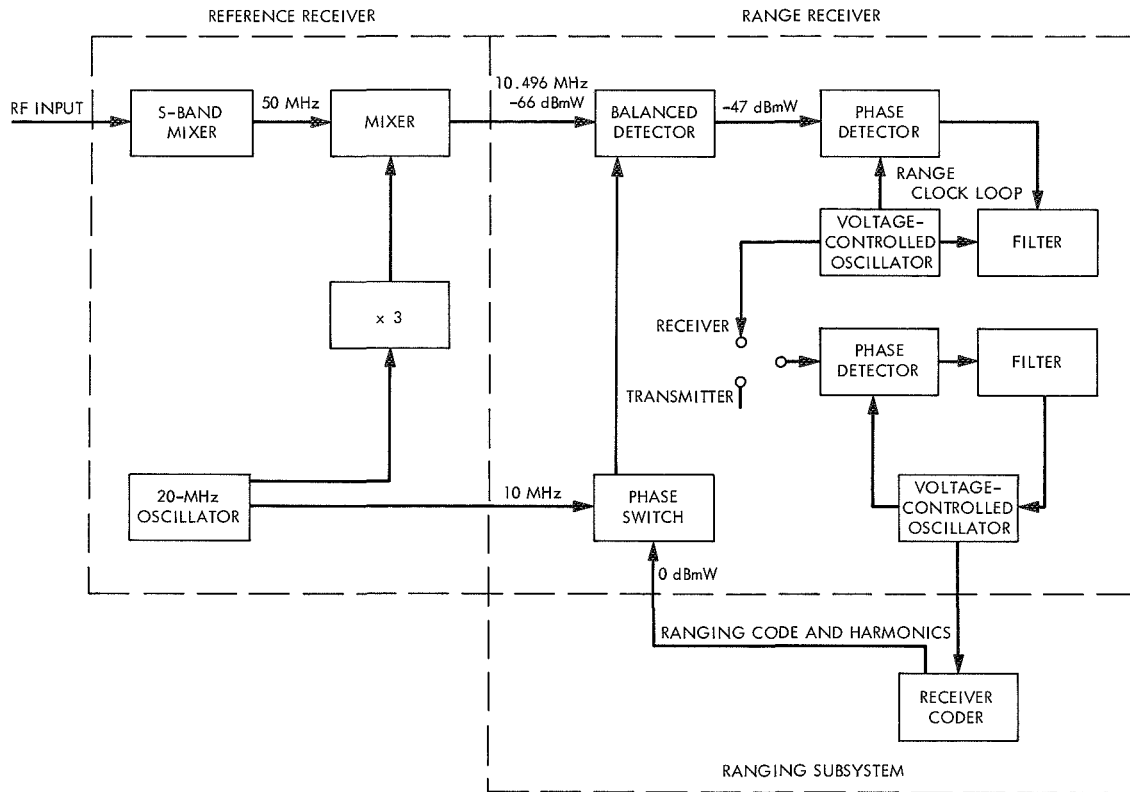 REFERENCE RECEIVER
RANGE RECEIVER
RF INPUT
S-BAND
MIXER
50 MHz
MIXER
10.496 MHz
-66 dBmW
BALANCED
DETECTOR
-47 dBmW
PHASE
DETECTOR
RANGE
CLOCK LOOP
VOLTAGE-
CONTROLLED
OSCILLATOR
FILTER
× 3
RECEIVER
TRANSMITTER
PHASE
DETECTOR
FILTER
20-MHz
OSCILLATOR
10 MHz
PHASE
SWITCH
VOLTAGE-
CONTROLLED
OSCILLATOR
0 dBmW
RANGING CODE AND HARMONICS
RECEIVER
CODER
RANGING SUBSYSTEM